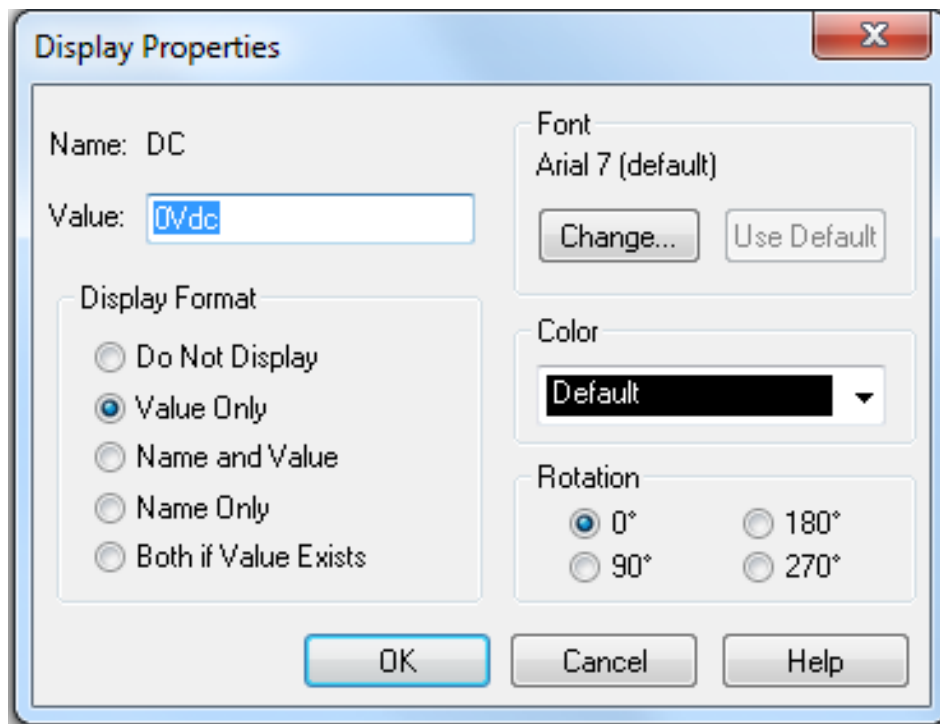 Display Properties
Name: DC
Value: 0Vdc
Display Format
Do Not Display
Value Only
Name and Value
Name Only
Both if Value Exists
Font
Arial 7 (default)
Change...
Use Default
Color
Default
Rotation
0°
180°
90°
270°
OK
Cancel
Help